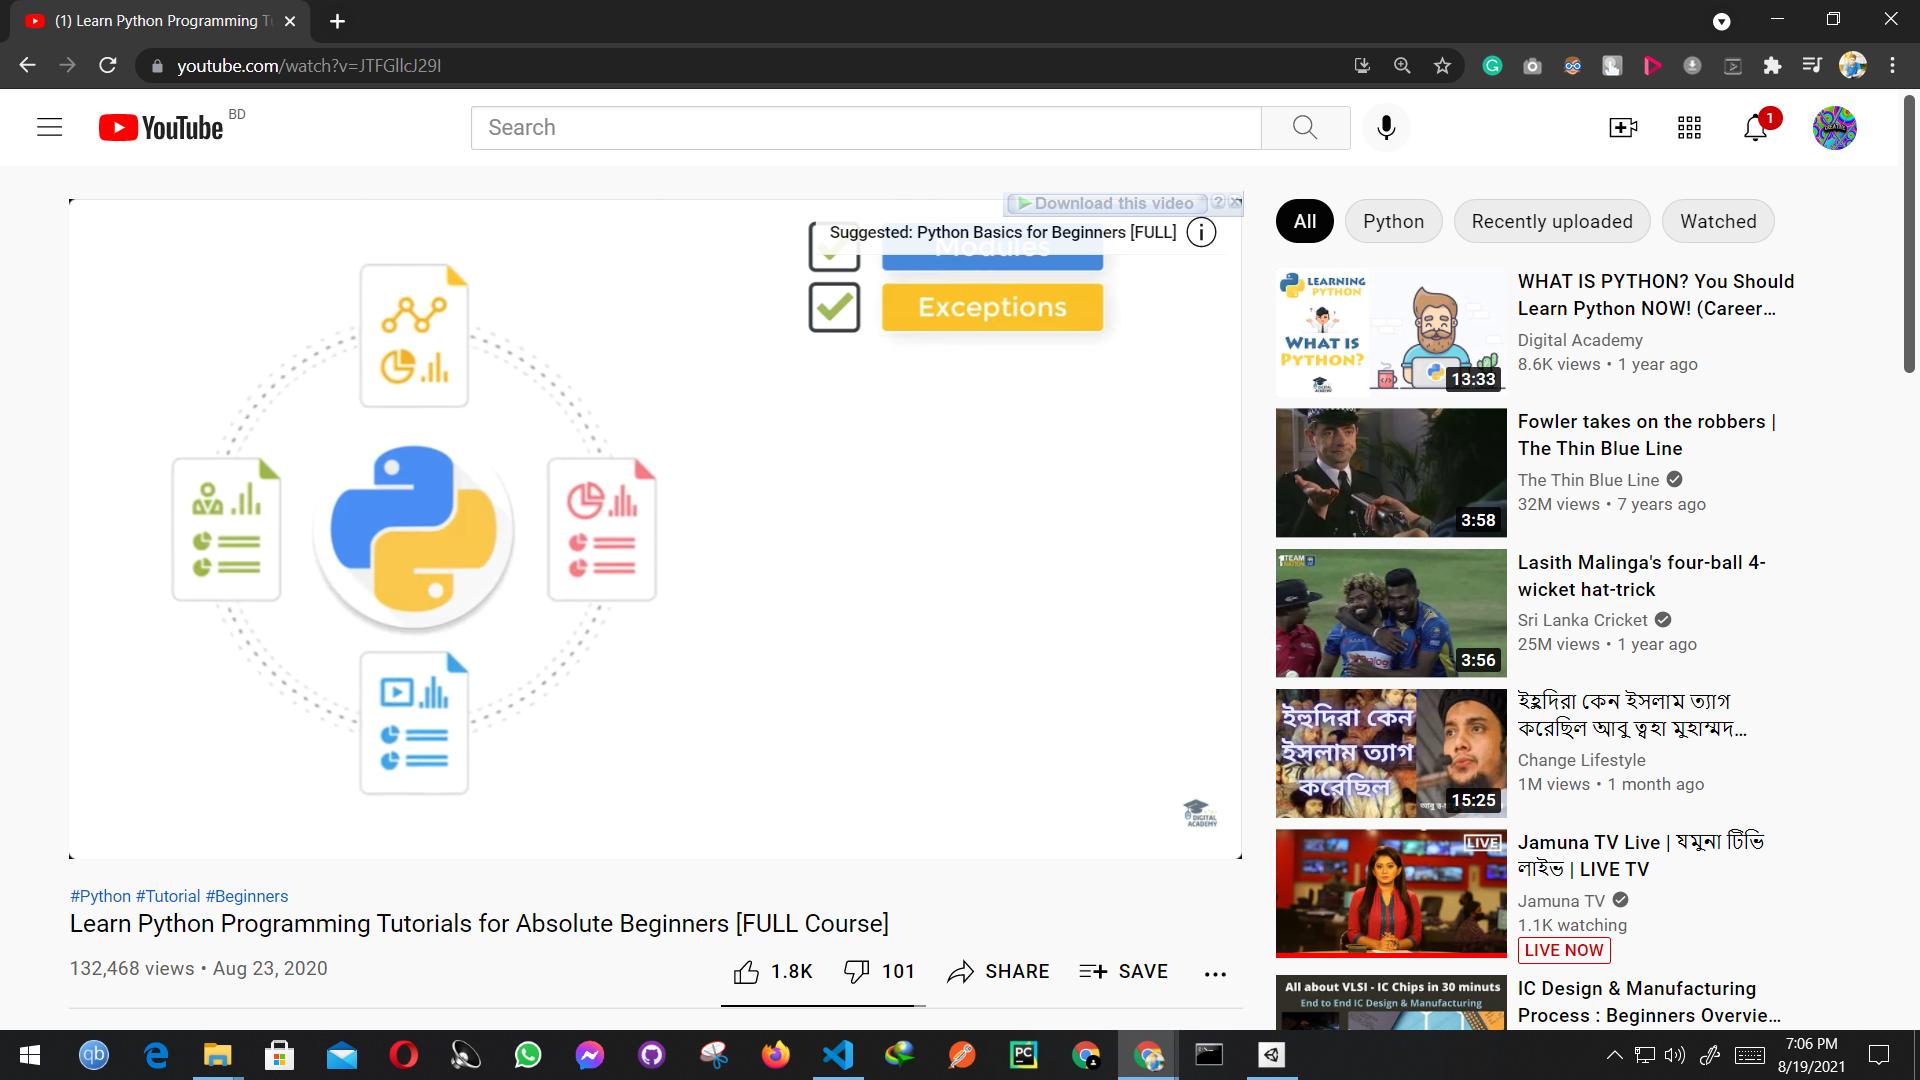 (1) Learn Python Programming Tu
youtube.com/watch?v=JTFGllcJ29I
YouTube BD
Search
1
Download this video
Suggested: Python Basics for Beginners [FULL]
Modules
Exceptions
DIGITAL
ACADEMY
#Python #Tutorial #Beginners
Learn Python Programming Tutorials for Absolute Beginners [FULL Course]
132,468 views • Aug 23, 2020
1.8K 101 SHARE SAVE
All Python Recently uploaded Watched
LEARNING
PYTHON
WHAT IS
PYTHON?
13:33
WHAT IS PYTHON? You Should
Learn Python NOW! (Career...
Digital Academy
8.6K views • 1 year ago
3:58
Fowler takes on the robbers |
The Thin Blue Line
The Thin Blue Line
32M views • 7 years ago
3:56
Lasith Malinga's four-ball 4-
wicket hat-trick
Sri Lanka Cricket
25M views • 1 year ago
ইহুদিরা কেন
ইসলাম ত্যাগ
করেছিল
15:25
ইহুদিরা কেন ইসলাম ত্যাগ
করেছিল আবু ত্বহা মুহাম্মদ...
Change Lifestyle
1M views • 1 month ago
LIVE
Jamuna TV Live | যমুনা টিভি
লাইভ | LIVE TV
Jamuna TV
1.1K watching
LIVE NOW
All about VLSI - IC Chips in 30 minuts
End to End IC Design & Manufacturing
IC Design & Manufacturing
Process : Beginners Overvie...
qb
PC
7:06 PM
8/19/2021